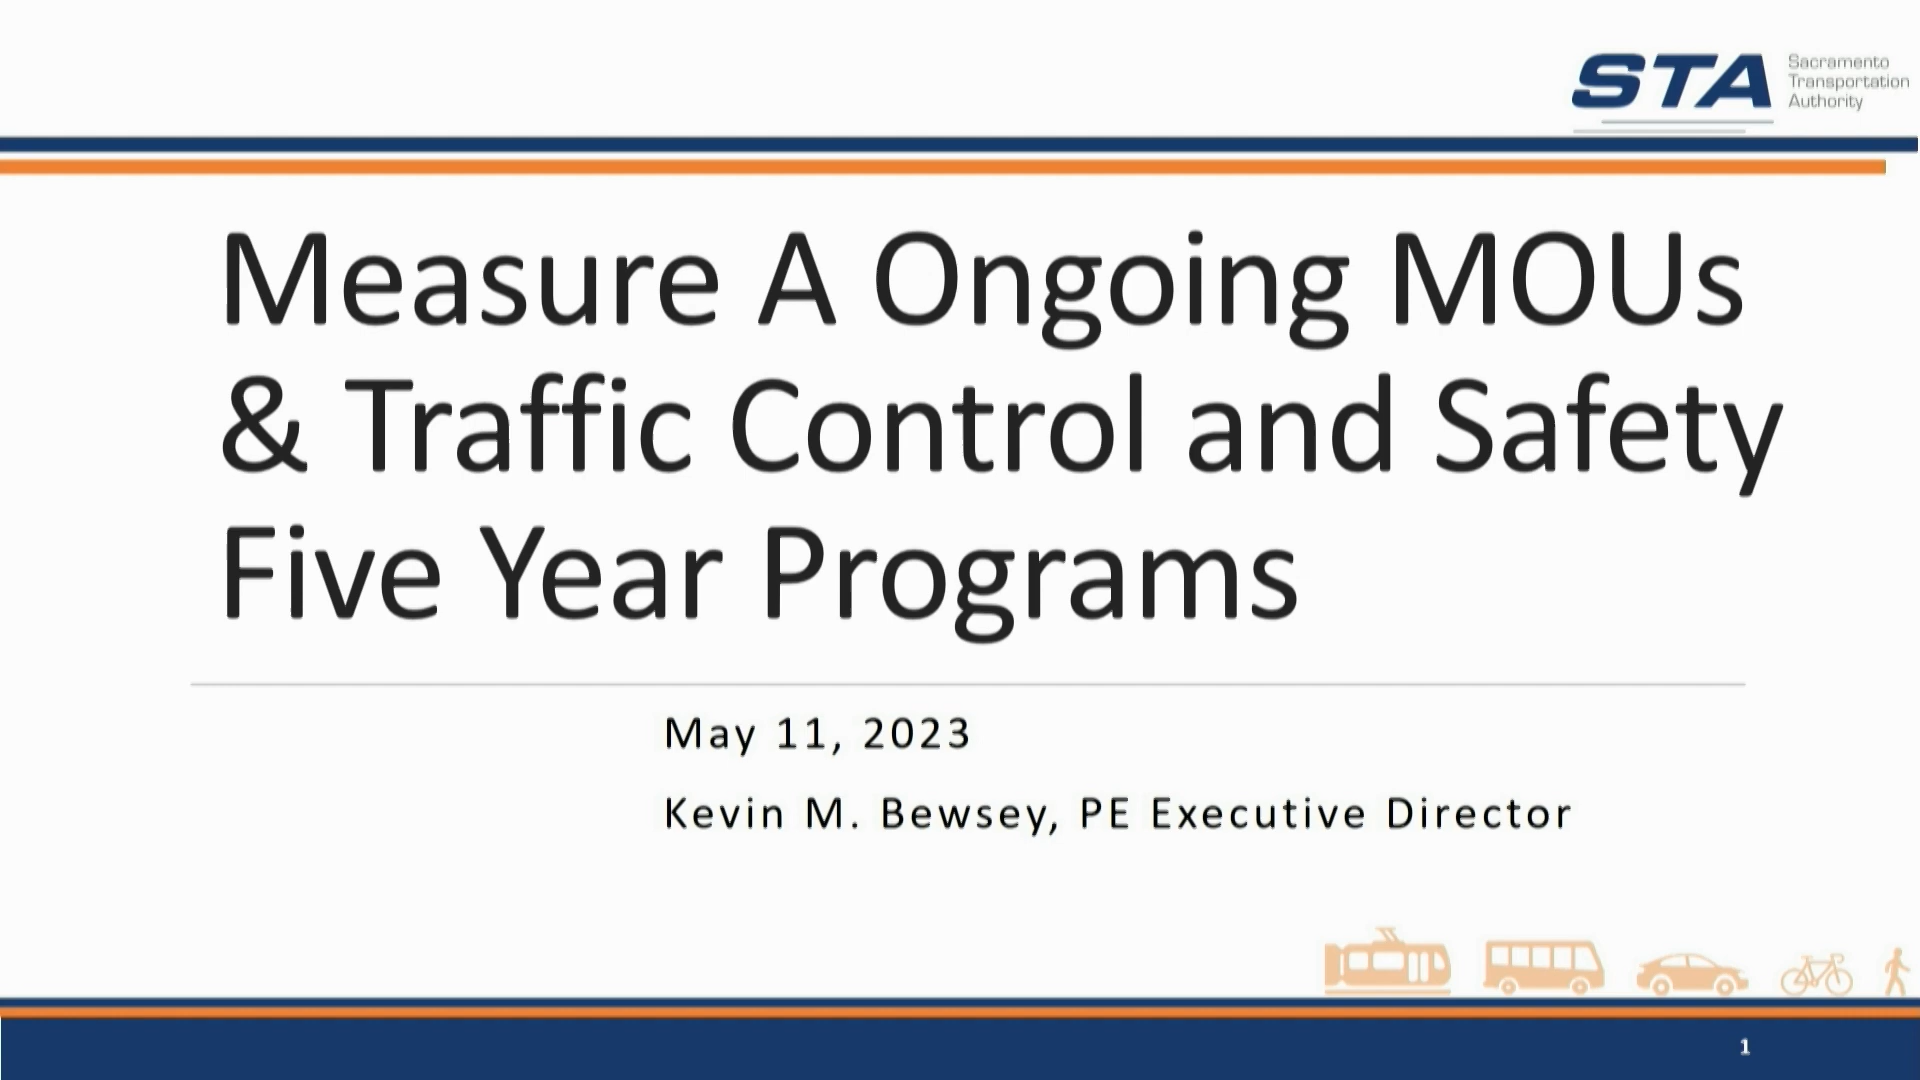 STA
Sacramento
Transportation
Authority
Measure A Ongoing MOUs
& Traffic Control and Safety
Five Year Programs
May 11, 2023
Kevin M. Bewsey, PE Executive Director
1